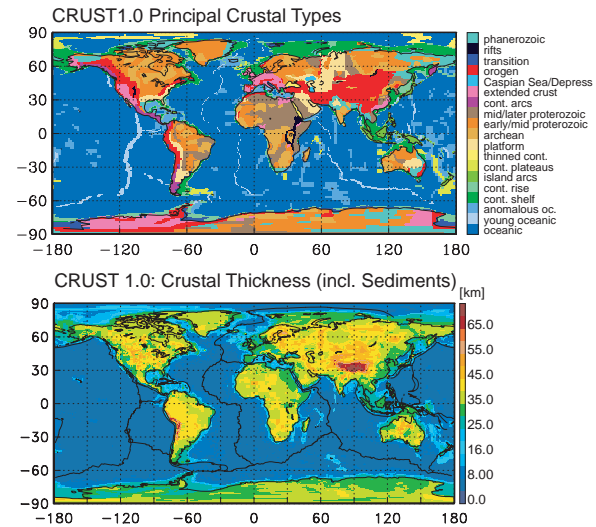 CRUST1.0 Principal Crustal Types
90
60
30
0
−30
−60
−90
−180 −120 −60 0 60 120 180
phanerozoic
rifts
transition
orogen
Caspian Sea/Depress
extended crust
cont. arcs
mid/later proterozoic
early/mid proterozoic
archean
platform
thinned cont.
cont. plateaus
island arcs
cont. rise
cont. shelf
anomalous oc.
young oceanic
oceanic
CRUST 1.0: Crustal Thickness (incl. Sediments)
[km]
90
60
30
0
−30
−60
−90
−180 −120 −60 0 60 120 180
65.0
55.0
45.0
35.0
25.0
16.0
8.00
0.0